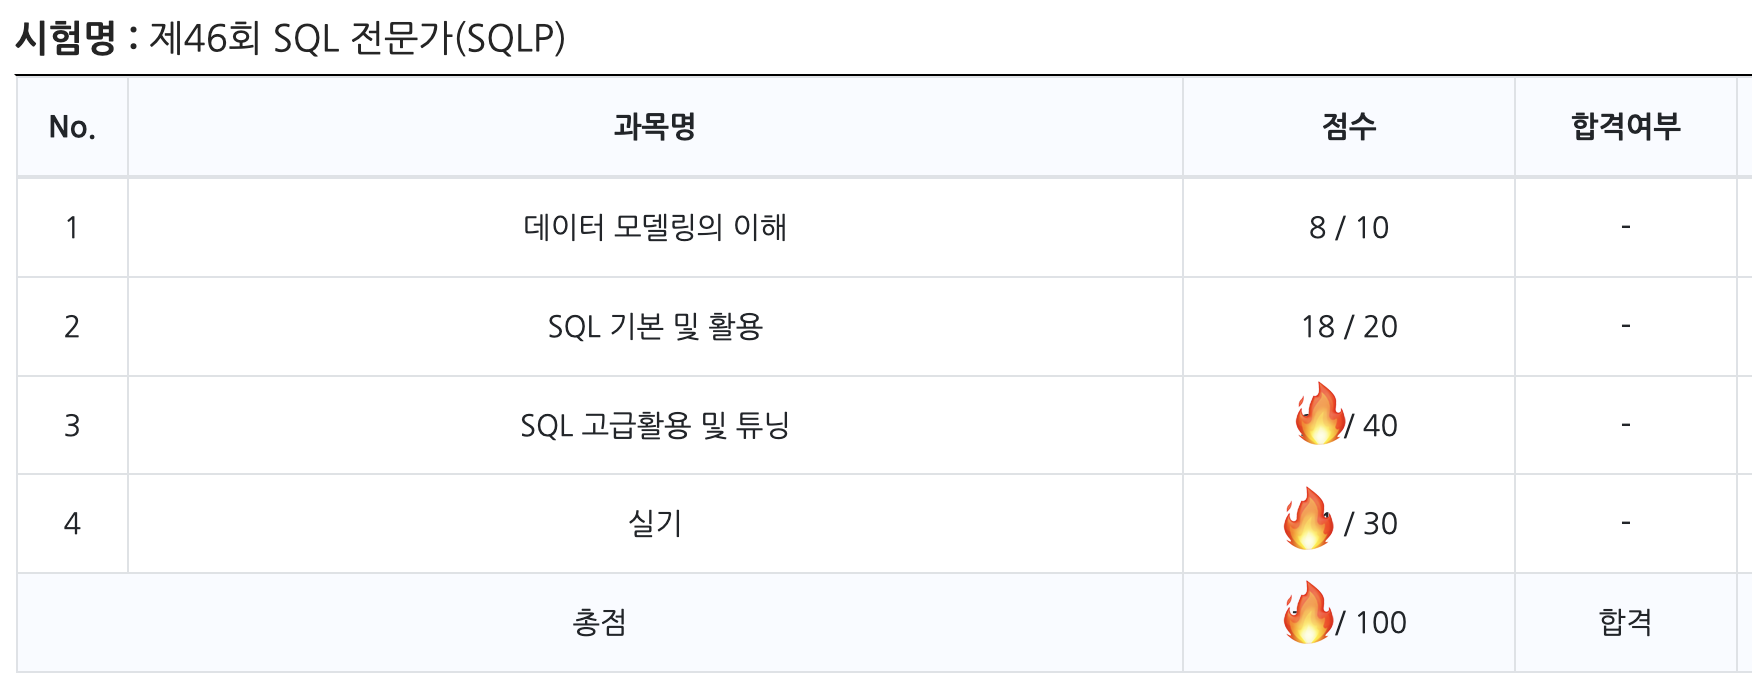 시험명 : 제46회 SQL 전문가(SQLP)
No. 과목명 점수 합격여부
1 데이터 모델링의 이해 8 / 10 -
2 SQL 기본 및 활용 18 / 20 -
3 SQL 고급활용 및 튜닝 / 40 -
4 실기 / 30 -
총점 / 100 합격